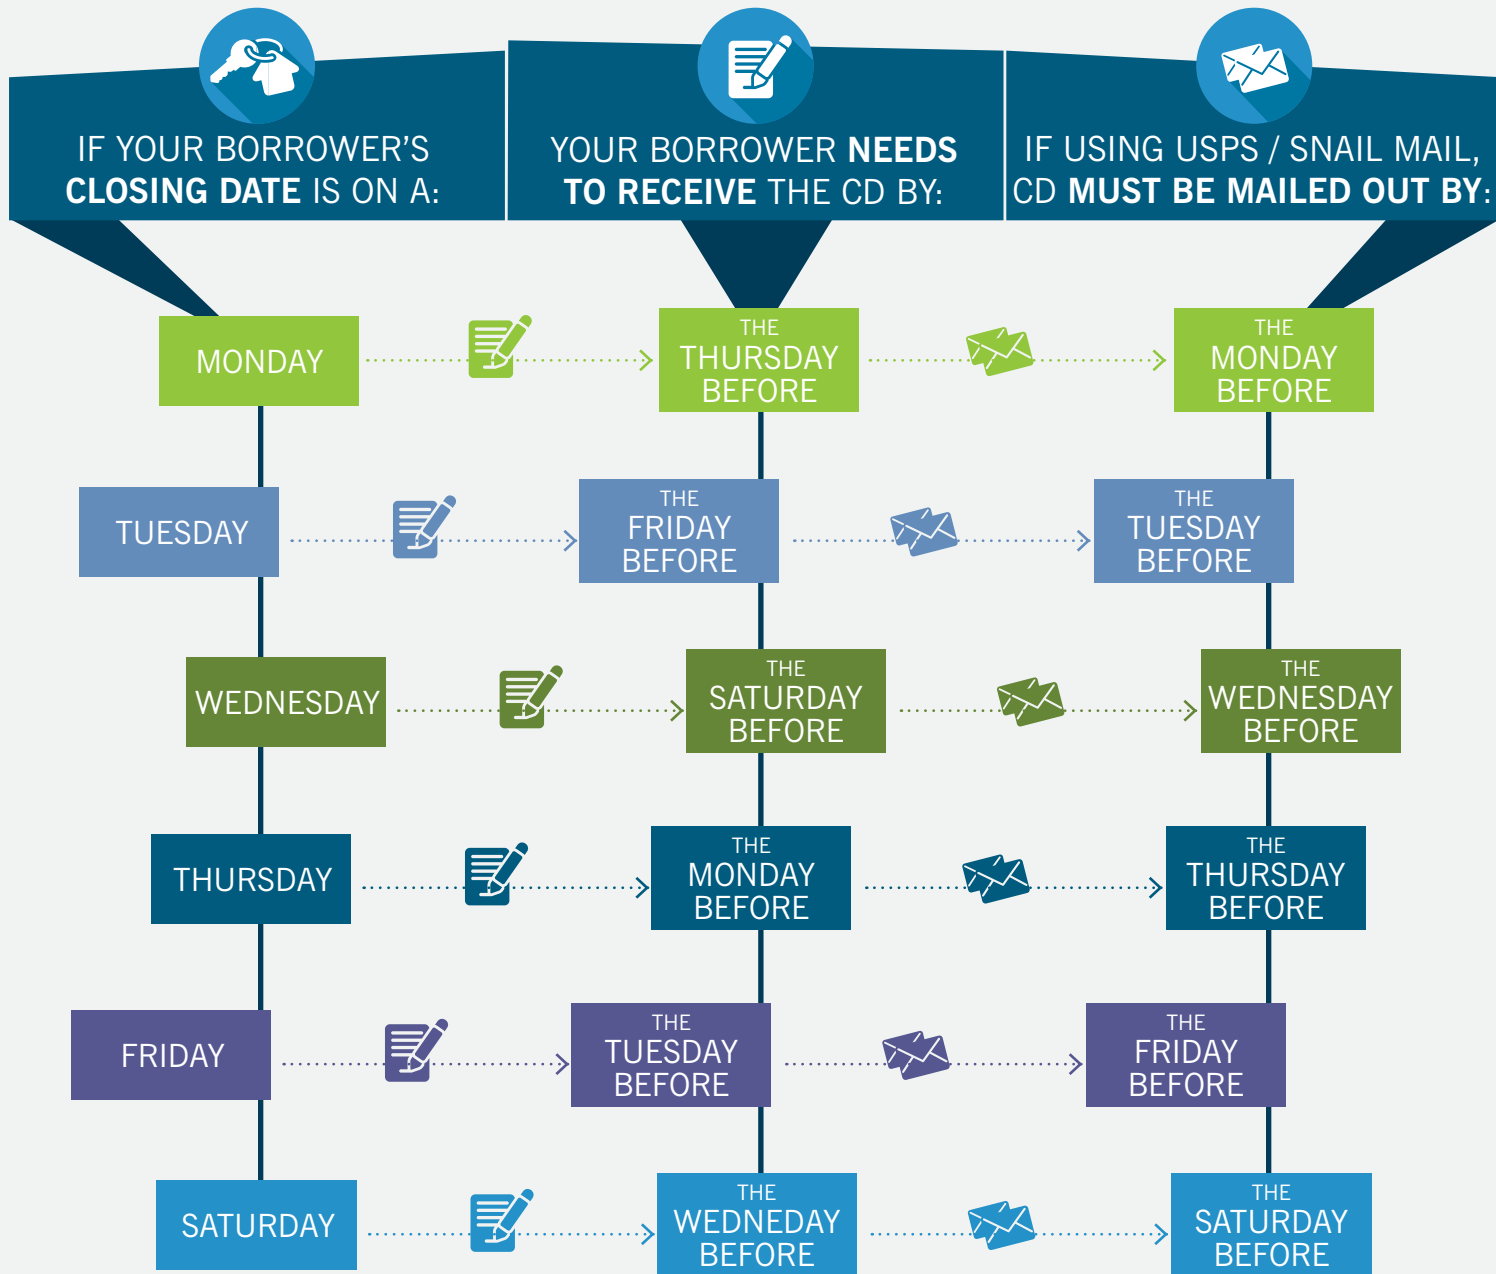 IF YOUR BORROWER'S
CLOSING DATE IS ON A:
YOUR BORROWER NEEDS
TO RECEIVE THE CD BY:
IF USING USPS / SNAIL MAIL,
CD MUST BE MAILED OUT BY:
MONDAY
THE
THURSDAY
BEFORE
THE
MONDAY
BEFORE
TUESDAY
THE
FRIDAY
BEFORE
THE
TUESDAY
BEFORE
WEDNESDAY
THE
SATURDAY
BEFORE
THE
WEDNESDAY
BEFORE
THURSDAY
THE
MONDAY
BEFORE
THE
THURSDAY
BEFORE
FRIDAY
THE
TUESDAY
BEFORE
THE
FRIDAY
BEFORE
SATURDAY
THE
WEDNEDAY
BEFORE
THE
SATURDAY
BEFORE